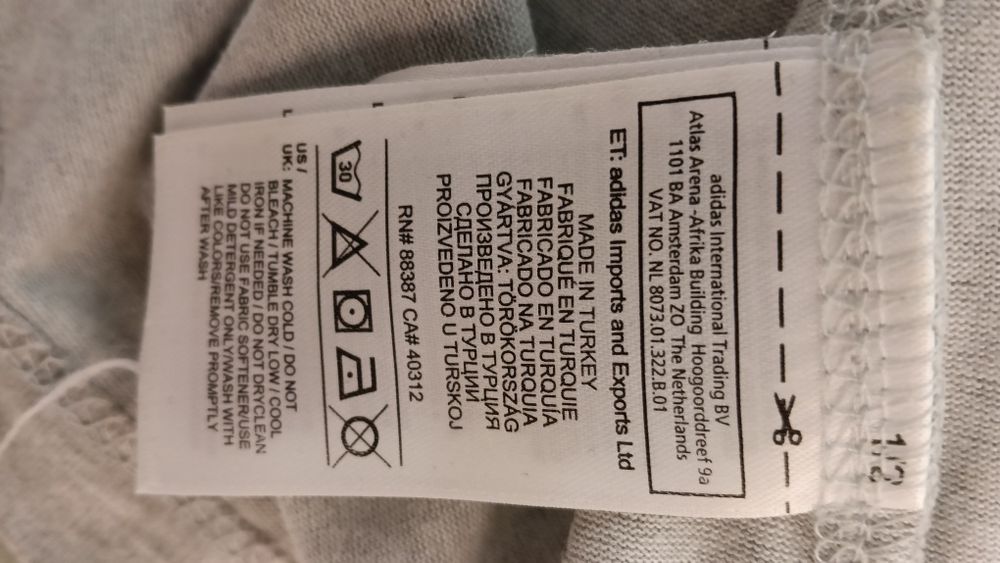 1/2
adidas International Trading BV
Atlas Arena -Afrika Building, Hoogoorddreef 9a
1101 BA Amsterdam ZO, The Netherlands
VAT NO. NL 8073.01.322.B.01
ET: adidas Imports and Exports Ltd
MADE IN TURKEY
FABRIQUÉ EN TURQUIE
FABRICADO EN TURQUÍA
FABRICADO NA TURQUIA
GYÁRTVA: TÖRÖKORSZÁG
ПРОИЗВЕДЕНО В ТУРЦИЯ
СДЕЛАНО В ТУРЦИИ
PROIZVEDENO U TURSKOJ
RN# 88387 CA# 40312
30
US /
UK: MACHINE WASH COLD / DO NOT
BLEACH / TUMBLE DRY LOW / COOL
IRON IF NEEDED / DO NOT DRYCLEAN
DO NOT USE FABRIC SOFTENER/USE
MILD DETERGENT ONLY/WASH WITH
LIKE COLORS/REMOVE PROMPTLY
AFTER WASH